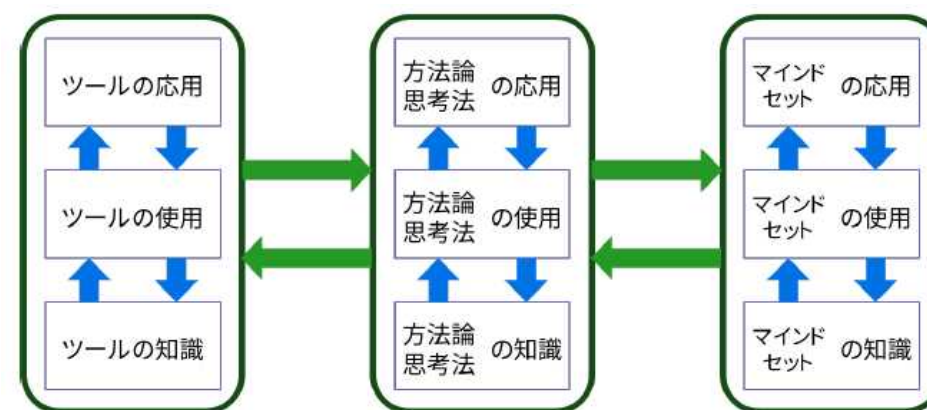 ツールの応用
ツールの使用
ツールの知識
方法論
思考法
の応用
方法論
思考法
の使用
方法論
思考法
の知識
マインド
セット
の応用
マインド
セット
の使用
マインド
セット
の知識